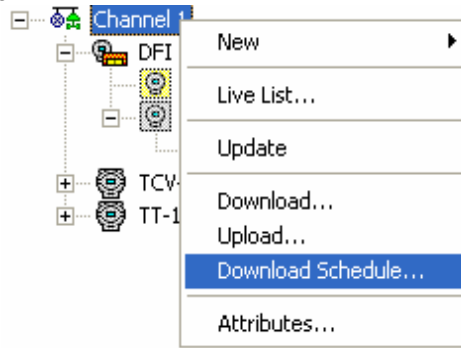 Channel 1
New
DFI
Live List...
Update
TCV-
Download...
TT-1
Upload...
Download Schedule...
Attributes...